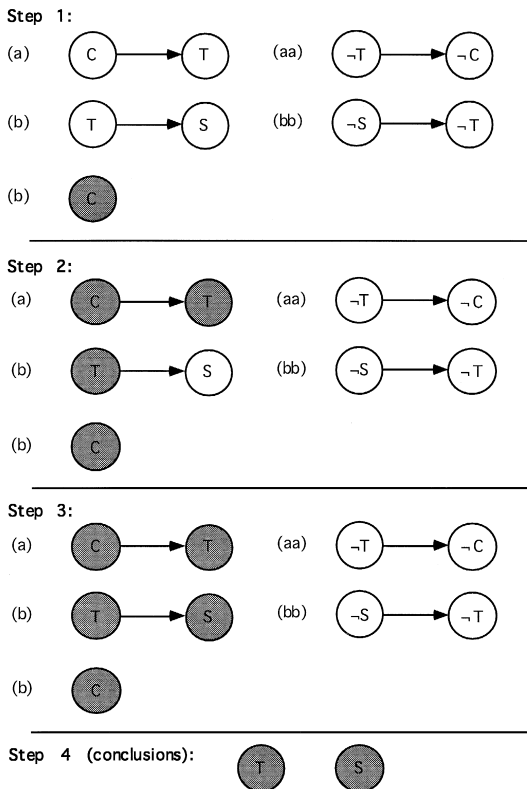 Step 1:
(a) C T (aa) ¬T ¬C
(b) T S (bb) ¬S ¬T
(b) C
Step 2:
(a) C T (aa) ¬T ¬C
(b) T S (bb) ¬S ¬T
(b) C
Step 3:
(a) C T (aa) ¬T ¬C
(b) T S (bb) ¬S ¬T
(b) C
Step 4 (conclusions): T S